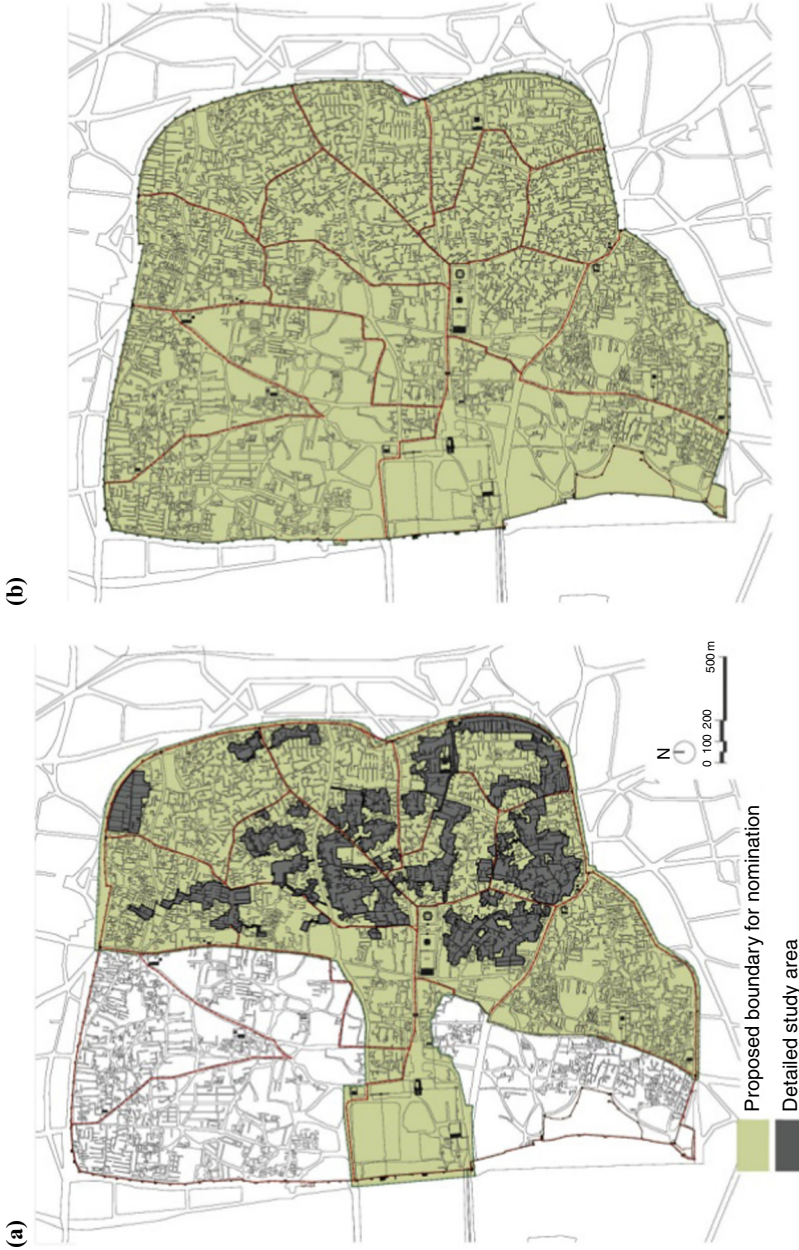 (a)
(b)
N
0 100 200 500 m
Proposed boundary for nomination
Detailed study area